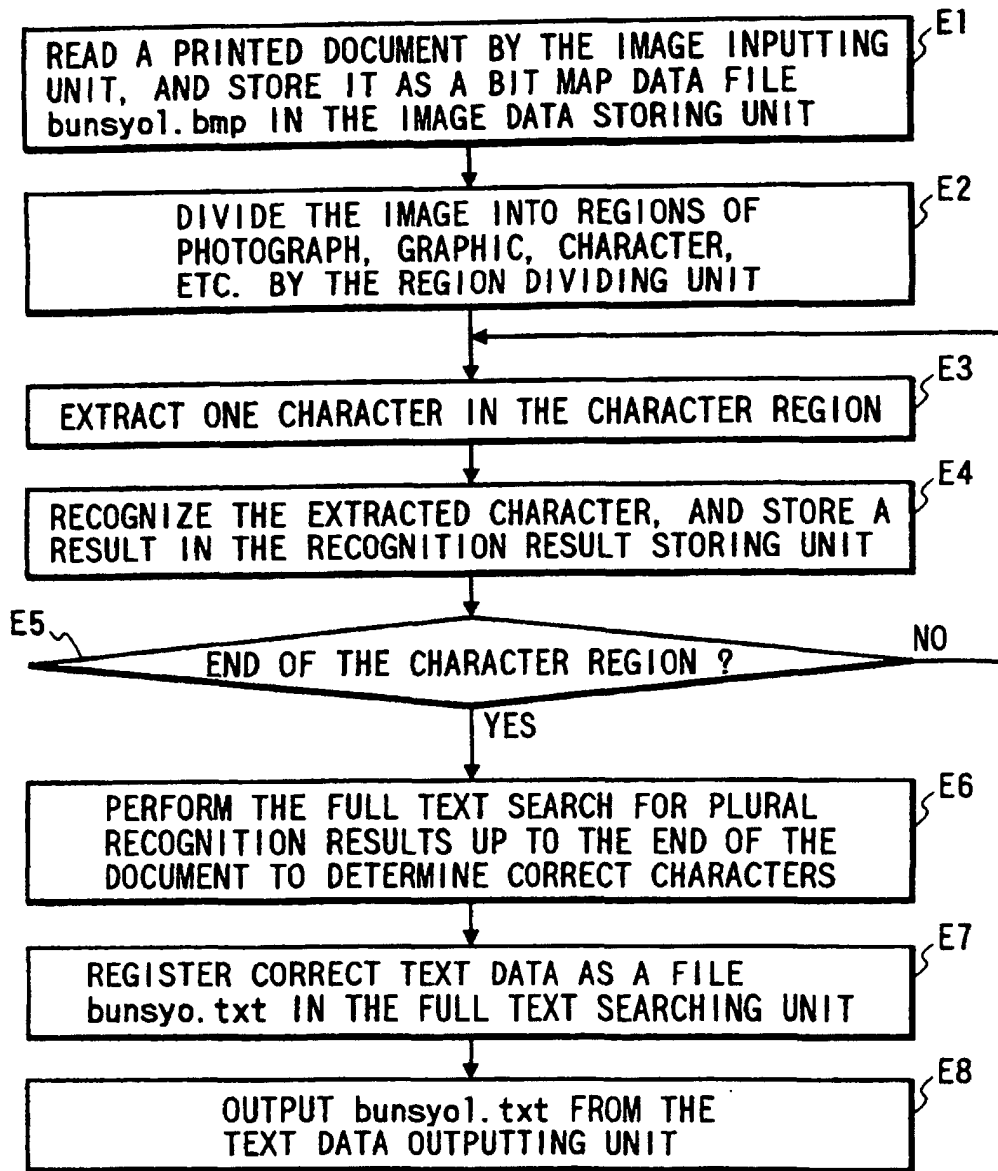 E1
READ A PRINTED DOCUMENT BY THE IMAGE INPUTTING
UNIT, AND STORE IT AS A BIT MAP DATA FILE
bunsyo1.bmp IN THE IMAGE DATA STORING UNIT
E2
DIVIDE THE IMAGE INTO REGIONS OF
PHOTOGRAPH, GRAPHIC, CHARACTER,
ETC. BY THE REGION DIVIDING UNIT
E3
EXTRACT ONE CHARACTER IN THE CHARACTER REGION
E4
RECOGNIZE THE EXTRACTED CHARACTER, AND STORE A
RESULT IN THE RECOGNITION RESULT STORING UNIT
E5
END OF THE CHARACTER REGION ?
NO
YES
E6
PERFORM THE FULL TEXT SEARCH FOR PLURAL
RECOGNITION RESULTS UP TO THE END OF THE
DOCUMENT TO DETERMINE CORRECT CHARACTERS
E7
REGISTER CORRECT TEXT DATA AS A FILE
bunsyo.txt IN THE FULL TEXT SEARCHING UNIT
E8
OUTPUT bunsyo1.txt FROM THE
TEXT DATA OUTPUTTING UNIT